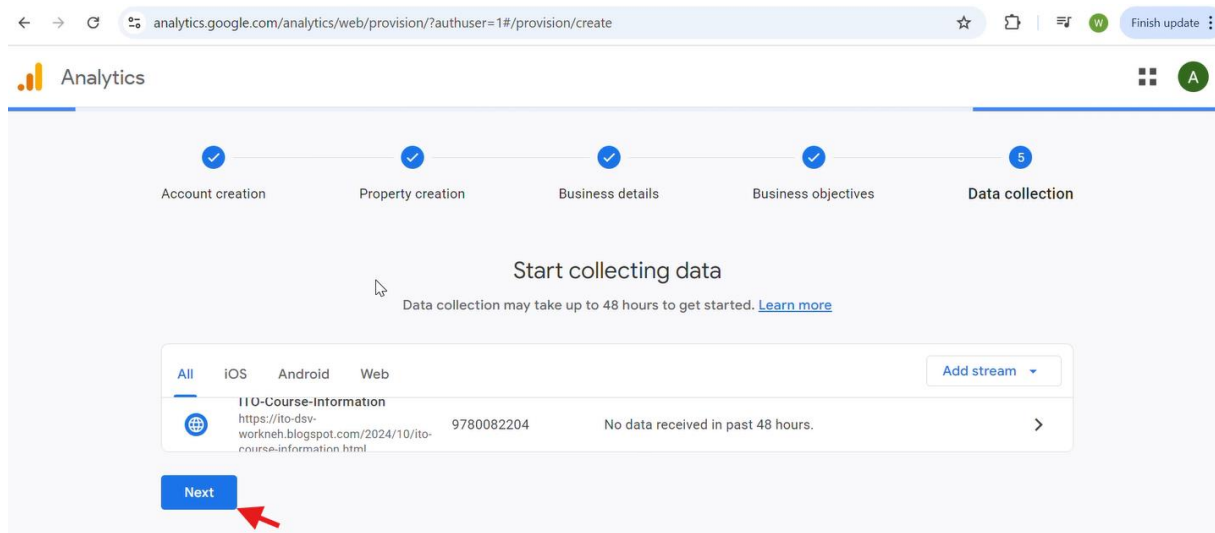 analytics.google.com/analytics/web/provision/?authuser=1#/provision/create
W
Finish update
Analytics
A
5
Account creation
Property creation
Business details
Business objectives
Data collection
Start collecting data
Data collection may take up to 48 hours to get started. Learn more
All iOS Android Web
Add stream
ITO-Course-Information
https://ito-dsv-
workneh.blogspot.com/2024/10/ito-
course-information.html
9780082204
No data received in past 48 hours.
Next